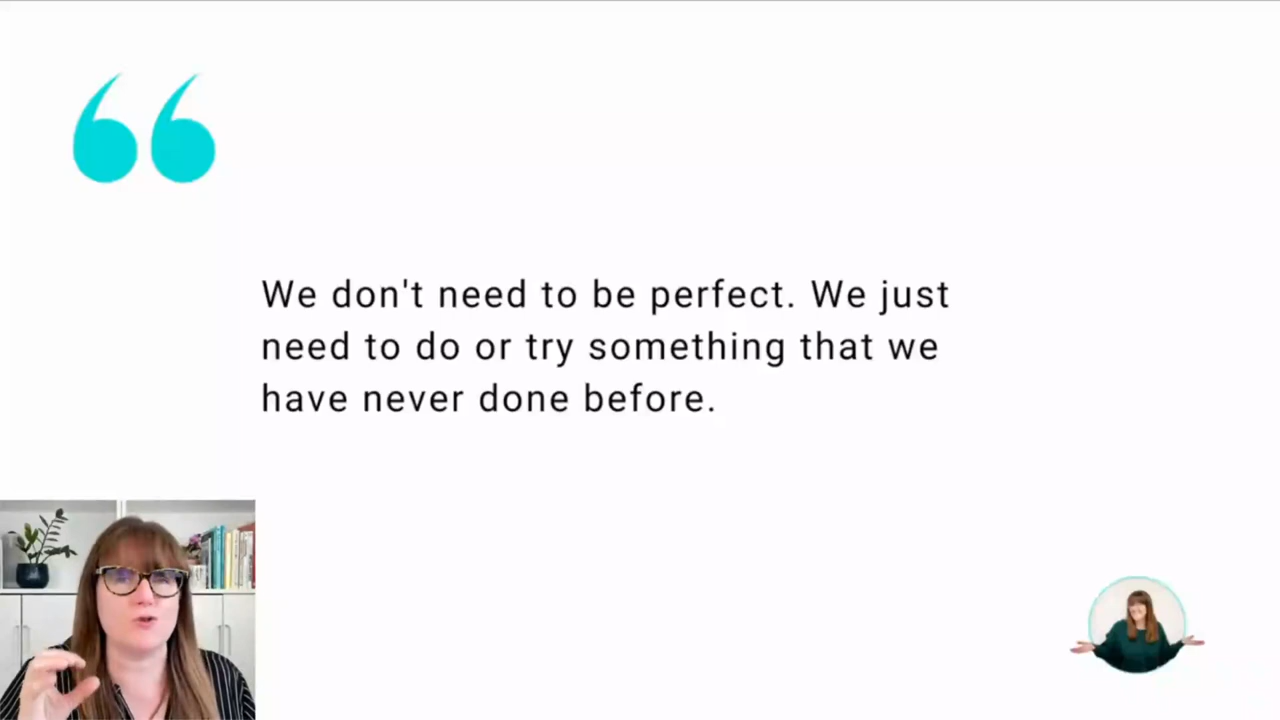 We don't need to be perfect. We just
need to do or try something that we
have never done before.